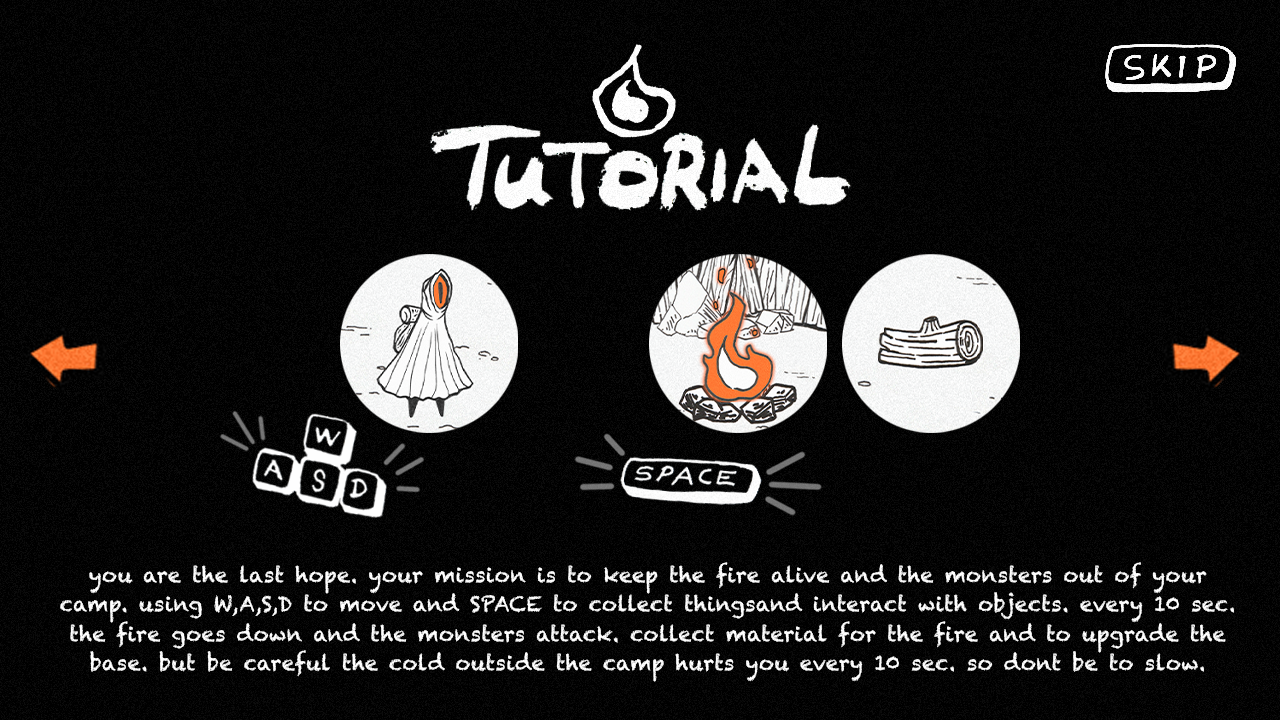 SKIP
TUTORIAL
W
A S D
SPACE
you are the last hope. your mission is to keep the fire alive and the monsters out of your
camp. using W,A,S,D to move and SPACE to collect thingsand interact with objects. every 10 sec.
the fire goes down and the monsters attack. collect material for the fire and to upgrade the
base. but be careful the cold outside the camp hurts you every 10 sec. so dont be to slow.